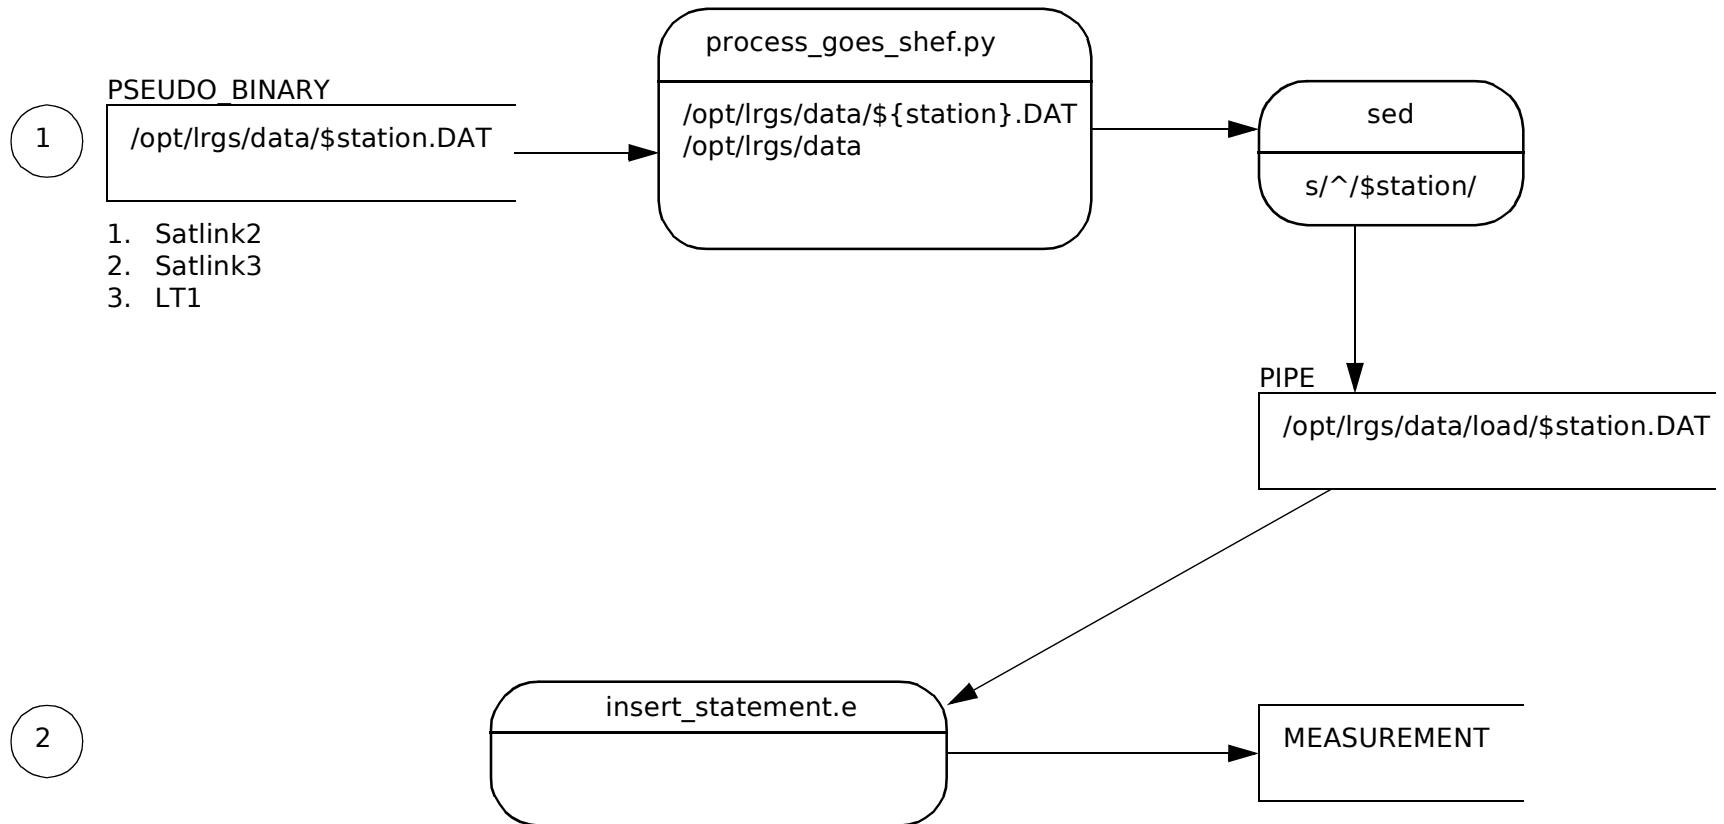 process_goes_shef.py
PSEUDO_BINARY
1
/opt/lrgs/data/$station.DAT
/opt/lrgs/data/${station}.DAT
/opt/lrgs/data
sed
s/^/$station/
1. Satlink2
2. Satlink3
3. LT1
PIPE
/opt/lrgs/data/load/$station.DAT
2
insert_statement.e
MEASUREMENT